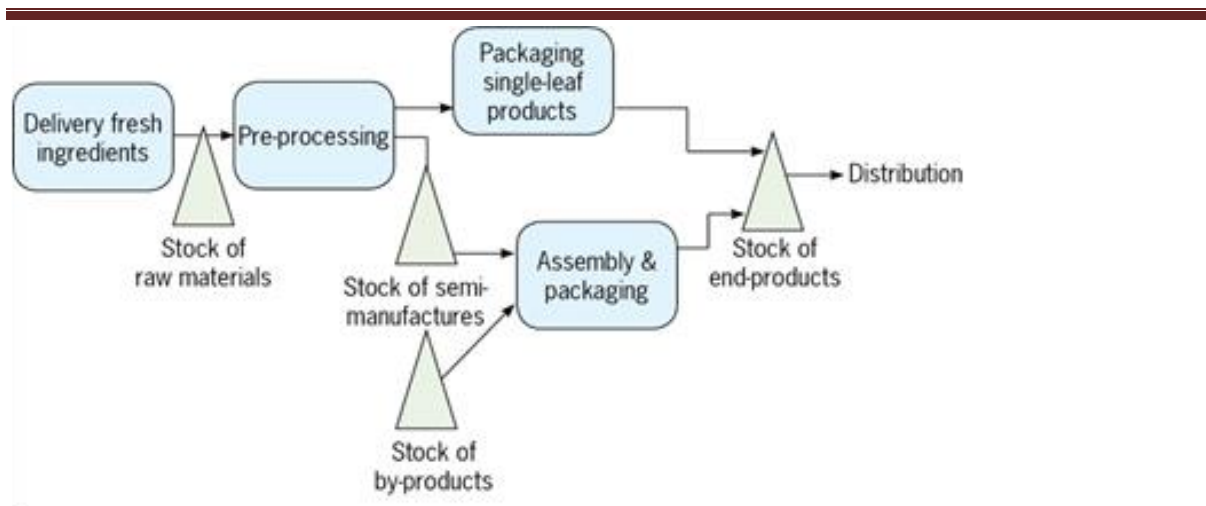 Packaging
single-leaf
products
Delivery fresh
ingredients
Pre-processing
Distribution
Stock of
raw materials
Stock of semi-
manufactures
Assembly &
packaging
Stock of
end-products
Stock of
by-products